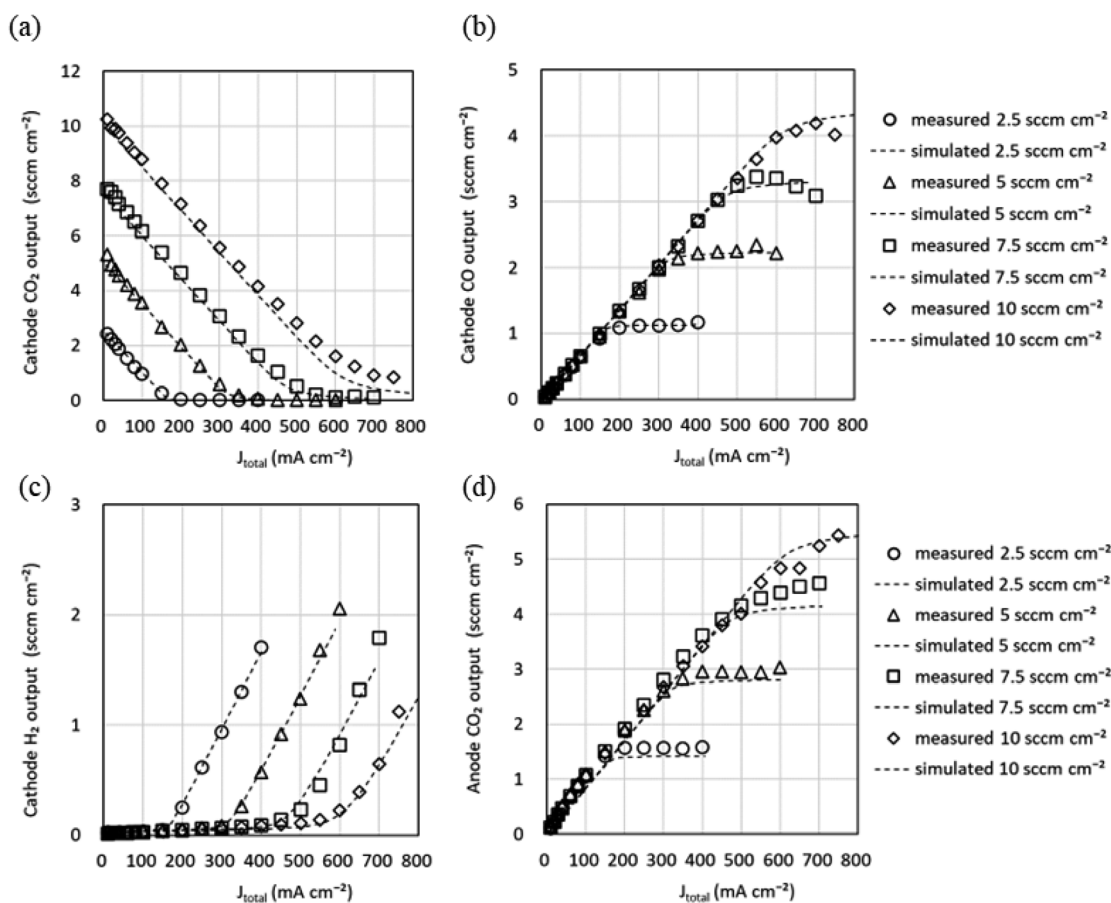 (a)
12
10
8
6
4
2
0
Cathode CO₂ output (sccm cm⁻²)
0 100 200 300 400 500 600 700 800
J_total (mA cm⁻²)
(b)
5
4
3
2
1
0
Cathode CO output (sccm cm⁻²)
0 100 200 300 400 500 600 700 800
J_total (mA cm⁻²)
measured 2.5 sccm cm⁻²
simulated 2.5 sccm cm⁻²
measured 5 sccm cm⁻²
simulated 5 sccm cm⁻²
measured 7.5 sccm cm⁻²
simulated 7.5 sccm cm⁻²
measured 10 sccm cm⁻²
simulated 10 sccm cm⁻²
(c)
3
2
1
0
Cathode H₂ output (sccm cm⁻²)
0 100 200 300 400 500 600 700 800
J_total (mA cm⁻²)
(d)
6
5
4
3
2
1
0
Anode CO₂ output (sccm cm⁻²)
0 100 200 300 400 500 600 700 800
J_total (mA cm⁻²)
measured 2.5 sccm cm⁻²
simulated 2.5 sccm cm⁻²
measured 5 sccm cm⁻²
simulated 5 sccm cm⁻²
measured 7.5 sccm cm⁻²
simulated 7.5 sccm cm⁻²
measured 10 sccm cm⁻²
simulated 10 sccm cm⁻²